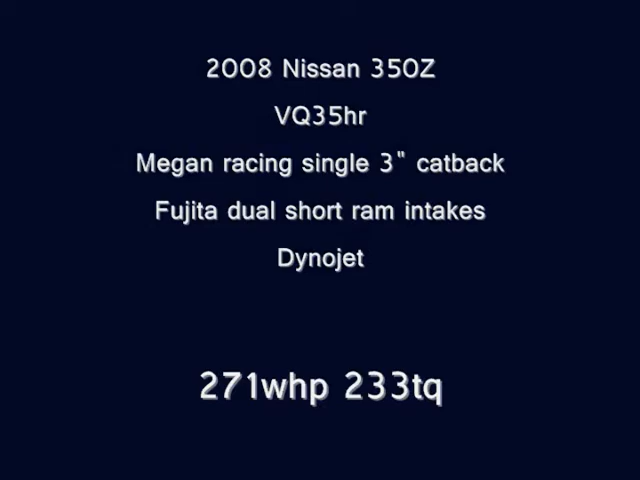 2008 Nissan 350Z
VQ35hr
Megan racing single 3" catback
Fujita dual short ram intakes
Dynojet
271whp 233tq